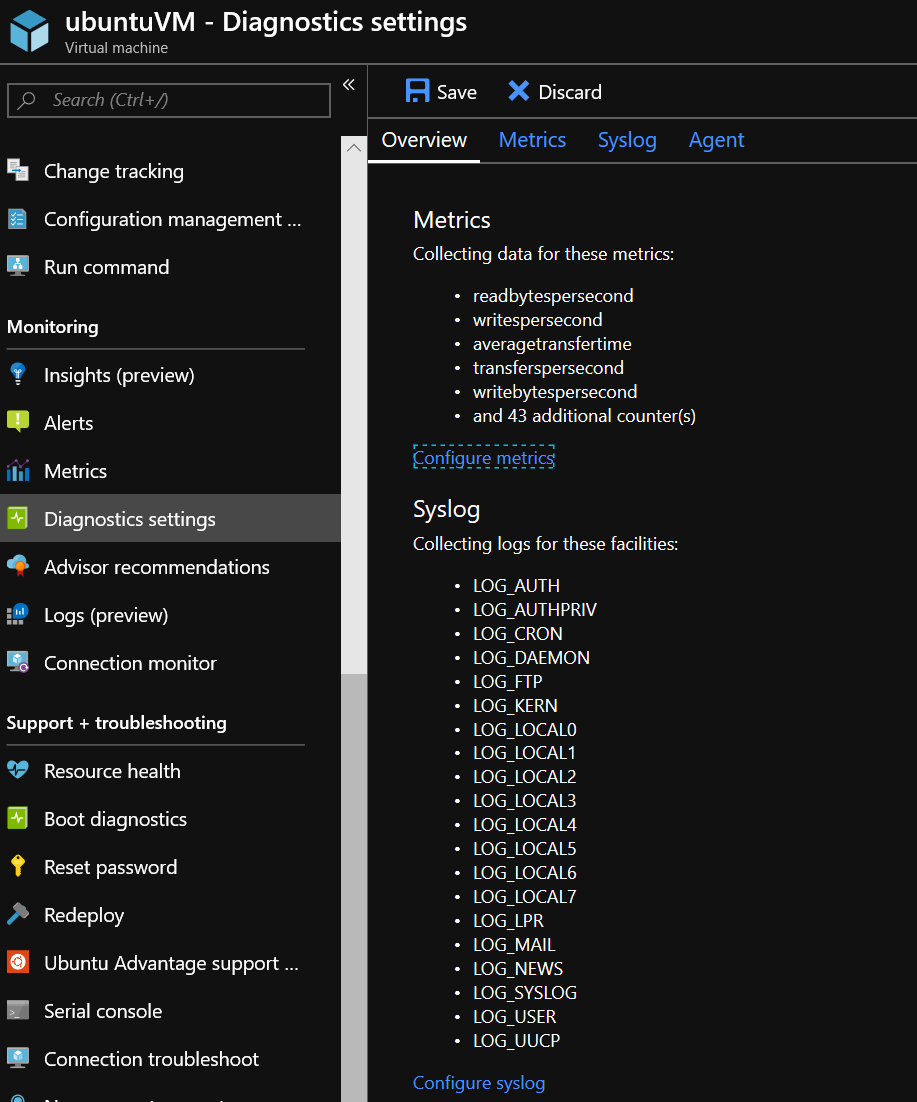 ubuntuVM - Diagnostics settings
Virtual machine
Search (Ctrl+/)
«
Change tracking
Configuration management ...
Run command
Monitoring
Insights (preview)
Alerts
Metrics
Diagnostics settings
Advisor recommendations
Logs (preview)
Connection monitor
Support + troubleshooting
Resource health
Boot diagnostics
Reset password
Redeploy
Ubuntu Advantage support ...
Serial console
Connection troubleshoot
Save Discard
Overview Metrics Syslog Agent
Metrics
Collecting data for these metrics:
• readbytespersecond
• writespersecond
• averagetransfertime
• transferspersecond
• writebytespersecond
• and 43 additional counter(s)
Configure metrics
Syslog
Collecting logs for these facilities:
• LOG_AUTH
• LOG_AUTHPRIV
• LOG_CRON
• LOG_DAEMON
• LOG_FTP
• LOG_KERN
• LOG_LOCAL0
• LOG_LOCAL1
• LOG_LOCAL2
• LOG_LOCAL3
• LOG_LOCAL4
• LOG_LOCAL5
• LOG_LOCAL6
• LOG_LOCAL7
• LOG_LPR
• LOG_MAIL
• LOG_NEWS
• LOG_SYSLOG
• LOG_USER
• LOG_UUCP
Configure syslog